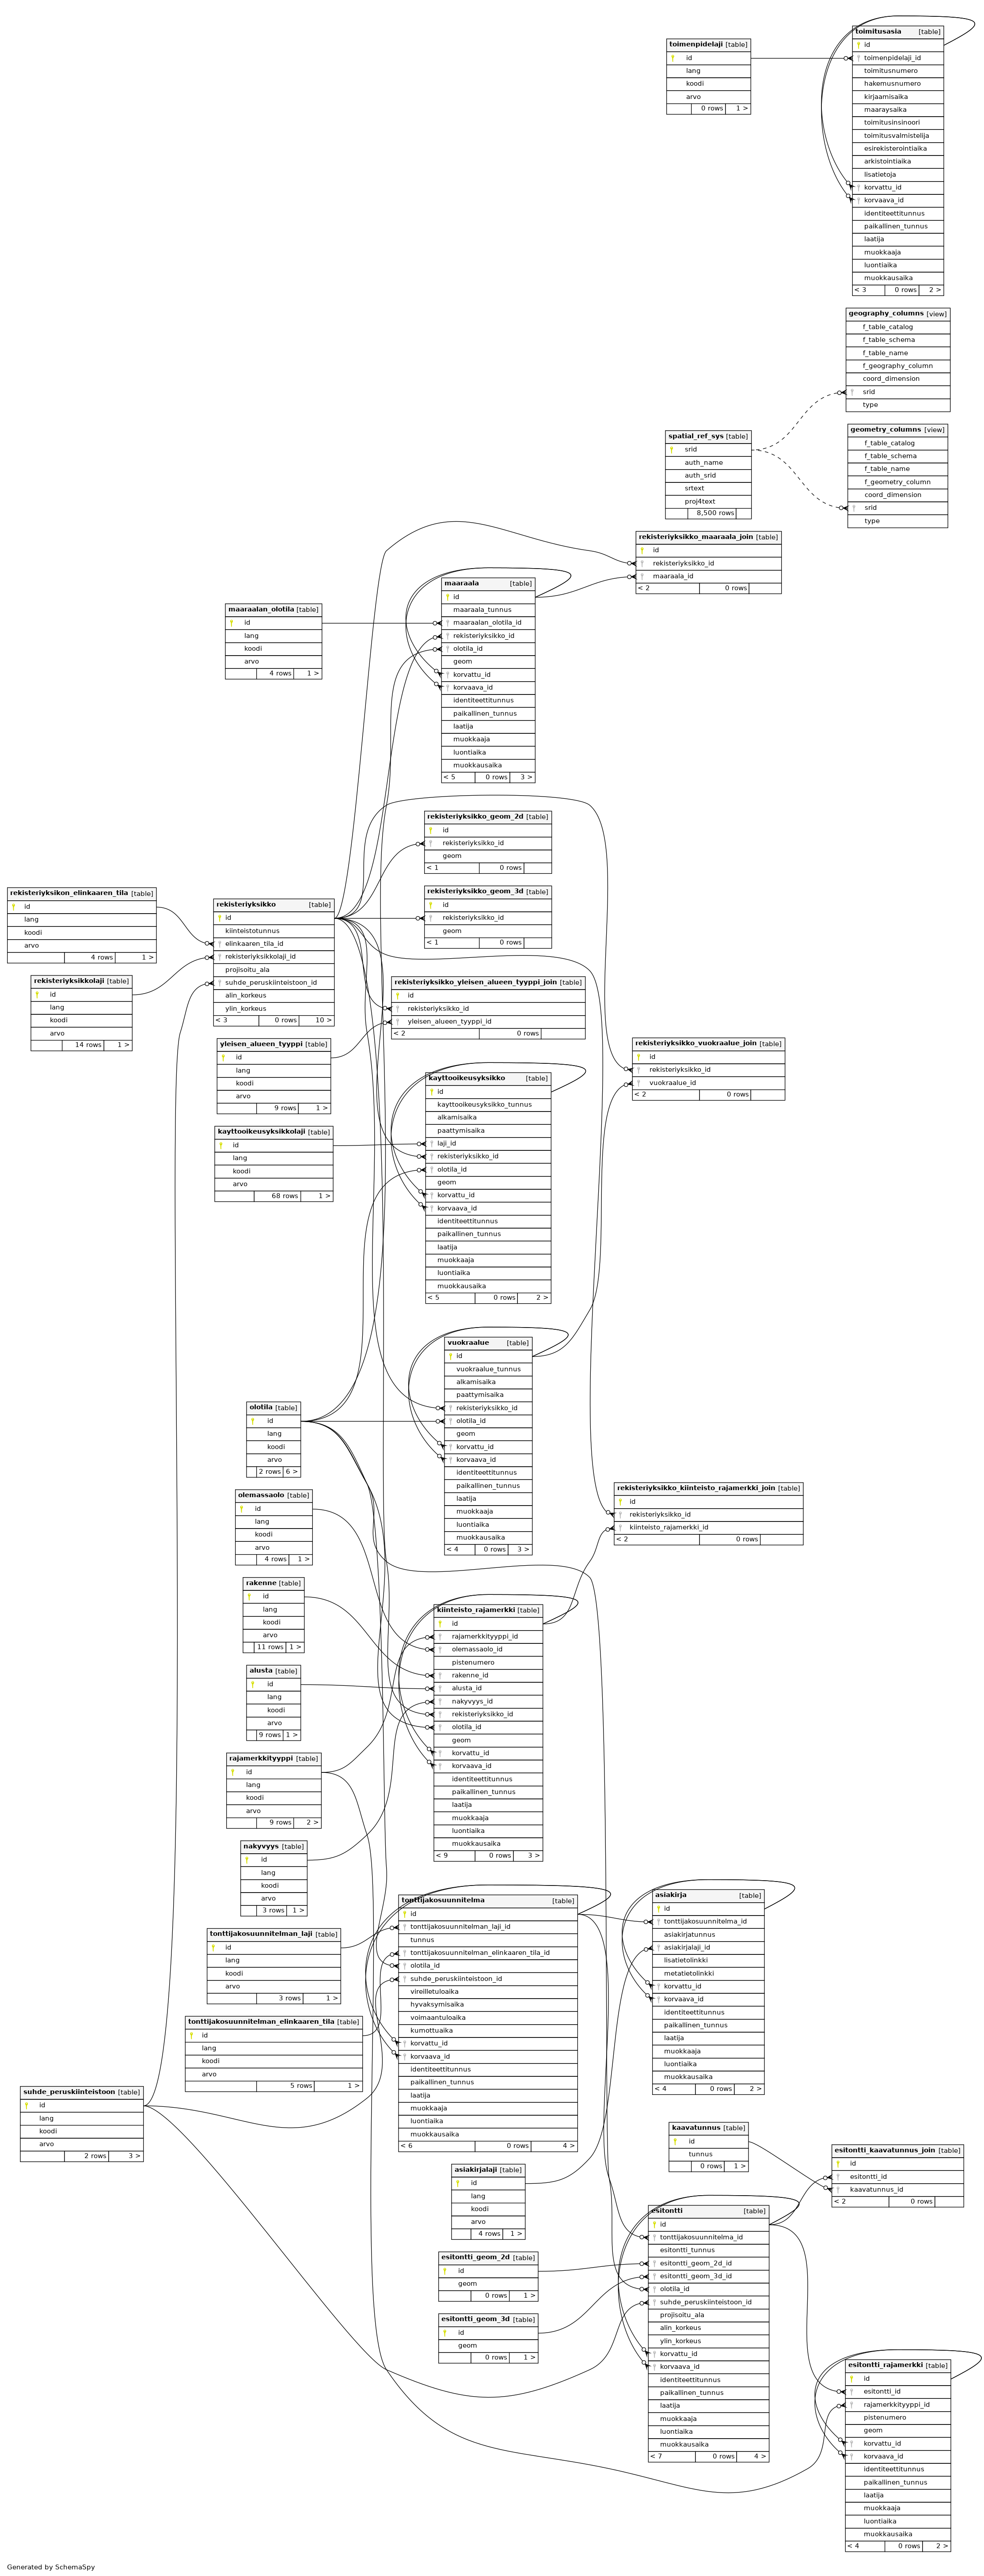 toimenpidelaji [table]
id
lang
koodi
arvo
0 rows 1 >
toimitusasia [table]
id
toimenpidelaji_id
toimitusnumero
hakemusnumero
kirjaamisaika
maaraysaika
toimitusinsinoori
toimitusvalmistelija
esirekisterointiaika
arkistointiaika
lisatietoja
korvattu_id
korvaava_id
identiteettitunnus
paikallinen_tunnus
laatija
muokkaaja
luontiaika
muokkausaika
< 3 0 rows 2 >
geography_columns [view]
f_table_catalog
f_table_schema
f_table_name
f_geography_column
coord_dimension
srid
type
geometry_columns [view]
f_table_catalog
f_table_schema
f_table_name
f_geometry_column
coord_dimension
srid
type
spatial_ref_sys [table]
srid
auth_name
auth_srid
srtext
proj4text
8,500 rows
rekisteriyksikko_maaraala_join [table]
id
rekisteriyksikko_id
maaraala_id
< 2 0 rows
maaraala [table]
id
maaraala_tunnus
maaraalan_olotila_id
rekisteriyksikko_id
olotila_id
geom
korvattu_id
korvaava_id
identiteettitunnus
paikallinen_tunnus
laatija
muokkaaja
luontiaika
muokkausaika
< 5 0 rows 3 >
maaraalan_olotila [table]
id
lang
koodi
arvo
4 rows 1 >
rekisteriyksikko_geom_2d [table]
id
rekisteriyksikko_id
geom
< 1 0 rows
rekisteriyksikko_geom_3d [table]
id
rekisteriyksikko_id
geom
< 1 0 rows
rekisteriyksikon_elinkaaren_tila [table]
id
lang
koodi
arvo
4 rows 1 >
rekisteriyksikko [table]
id
kiinteistotunnus
elinkaaren_tila_id
rekisteriyksikkolaji_id
projisoitu_ala
suhde_peruskiinteistoon_id
alin_korkeus
ylin_korkeus
< 3 0 rows 10 >
rekisteriyksikkolaji [table]
id
lang
koodi
arvo
14 rows 1 >
rekisteriyksikko_yleisen_alueen_tyyppi_join [table]
id
rekisteriyksikko_id
yleisen_alueen_tyyppi_id
< 2 0 rows
yleisen_alueen_tyyppi [table]
id
lang
koodi
arvo
9 rows 1 >
rekisteriyksikko_vuokraalue_join [table]
id
rekisteriyksikko_id
vuokraalue_id
< 2 0 rows
kayttooikeusyksikko [table]
id
kayttooikeusyksikko_tunnus
alkamisaika
paattymisaika
laji_id
rekisteriyksikko_id
olotila_id
geom
korvattu_id
korvaava_id
identiteettitunnus
paikallinen_tunnus
laatija
muokkaaja
luontiaika
muokkausaika
< 5 0 rows 2 >
kayttooikeusyksikkolaji [table]
id
lang
koodi
arvo
68 rows 1 >
vuokraalue [table]
id
vuokraalue_tunnus
alkamisaika
paattymisaika
rekisteriyksikko_id
olotila_id
geom
korvattu_id
korvaava_id
identiteettitunnus
paikallinen_tunnus
laatija
muokkaaja
luontiaika
muokkausaika
< 4 0 rows 3 >
olotila [table]
id
lang
koodi
arvo
2 rows 6 >
rekisteriyksikko_kiinteisto_rajamerkki_join [table]
id
rekisteriyksikko_id
kiinteisto_rajamerkki_id
< 2 0 rows
olemassaolo [table]
id
lang
koodi
arvo
4 rows 1 >
rakenne [table]
id
lang
koodi
arvo
11 rows 1 >
kiinteisto_rajamerkki [table]
id
rajamerkkityyppi_id
olemassaolo_id
pistenumero
rakenne_id
alusta_id
nakyvyys_id
rekisteriyksikko_id
olotila_id
geom
korvattu_id
korvaava_id
identiteettitunnus
paikallinen_tunnus
laatija
muokkaaja
luontiaika
muokkausaika
< 9 0 rows 3 >
alusta [table]
id
lang
koodi
arvo
9 rows 1 >
rajamerkkityyppi [table]
id
lang
koodi
arvo
9 rows 2 >
nakyvyys [table]
id
lang
koodi
arvo
3 rows 1 >
tonttijakosuunnitelma [table]
id
tonttijakosuunnitelman_laji_id
tunnus
tonttijakosuunnitelman_elinkaaren_tila_id
olotila_id
suhde_peruskiinteistoon_id
vireilletuloaika
hyvaksymisaika
voimaantuloaika
kumottuaika
korvattu_id
korvaava_id
identiteettitunnus
paikallinen_tunnus
laatija
muokkaaja
luontiaika
muokkausaika
< 6 0 rows 4 >
asiakirja [table]
id
tonttijakosuunnitelma_id
asiakirjatunnus
asiakirjalaji_id
lisatietolinkki
metatietolinkki
korvattu_id
korvaava_id
identiteettitunnus
paikallinen_tunnus
laatija
muokkaaja
luontiaika
muokkausaika
< 4 0 rows 2 >
tonttijakosuunnitelman_laji [table]
id
lang
koodi
arvo
3 rows 1 >
tonttijakosuunnitelman_elinkaaren_tila [table]
id
lang
koodi
arvo
5 rows 1 >
suhde_peruskiinteistoon [table]
id
lang
koodi
arvo
2 rows 3 >
kaavatunnus [table]
id
tunnus
0 rows 1 >
esitontti_kaavatunnus_join [table]
id
esitontti_id
kaavatunnus_id
< 2 0 rows
asiakirjalaji [table]
id
lang
koodi
arvo
4 rows 1 >
esitontti [table]
id
tonttijakosuunnitelma_id
esitontti_tunnus
esitontti_geom_2d_id
esitontti_geom_3d_id
olotila_id
suhde_peruskiinteistoon_id
projisoitu_ala
alin_korkeus
ylin_korkeus
korvattu_id
korvaava_id
identiteettitunnus
paikallinen_tunnus
laatija
muokkaaja
luontiaika
muokkausaika
< 7 0 rows 4 >
esitontti_geom_2d [table]
id
geom
0 rows 1 >
esitontti_geom_3d [table]
id
geom
0 rows 1 >
esitontti_rajamerkki [table]
id
esitontti_id
rajamerkkityyppi_id
pistenumero
geom
korvattu_id
korvaava_id
identiteettitunnus
paikallinen_tunnus
laatija
muokkaaja
luontiaika
muokkausaika
< 4 0 rows 2 >
Generated by SchemaSpy